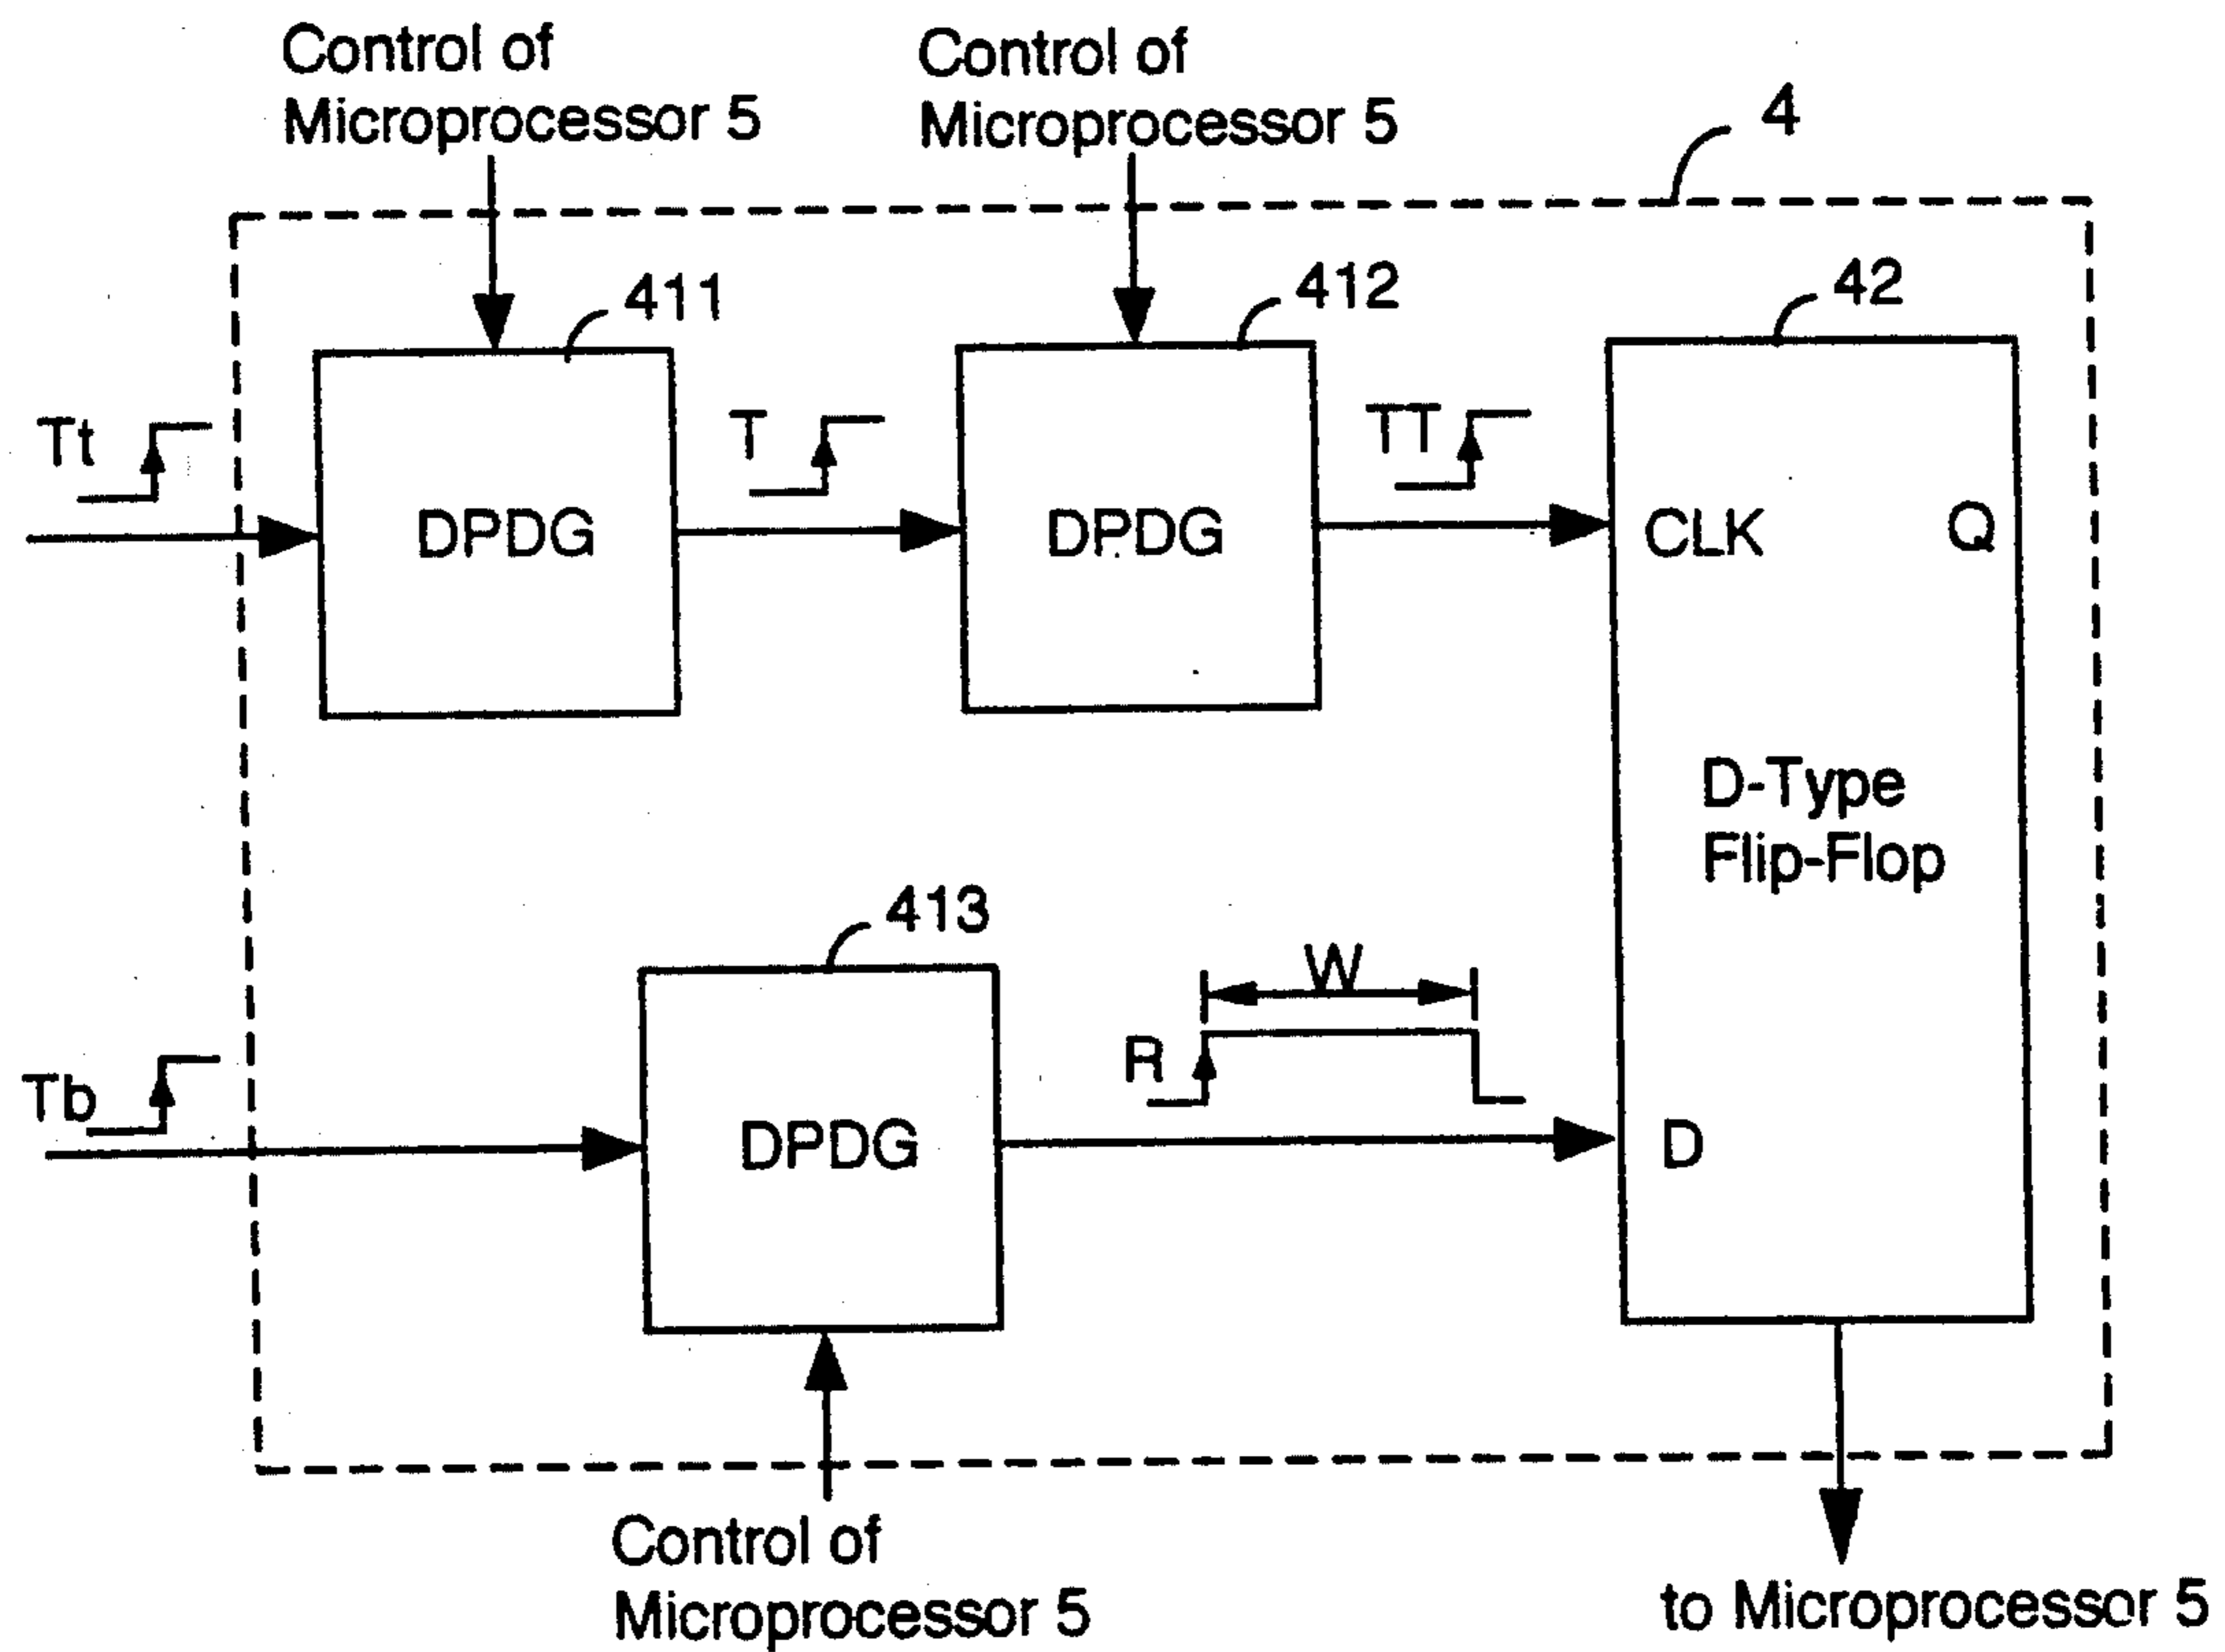 Control of
Microprocessor 5
Control of
Microprocessor 5
4
411
412
42
Tt
T
TT
DPDG
DPDG
CLK
Q
D-Type
Flip-Flop
413
W
R
Tb
DPDG
D
Control of
Microprocessor 5
to Microprocessor 5